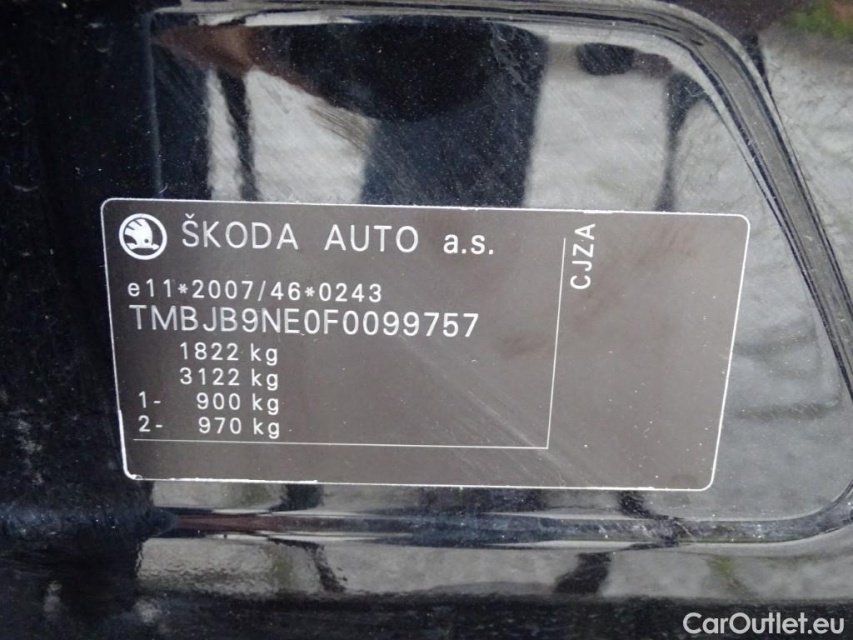 ŠKODA AUTO a.s.
e11*2007/46*0243
TMBJB9NE0F0099757
1822 kg
3122 kg
1- 900 kg
2- 970 kg
CJZA
CarOutlet.eu